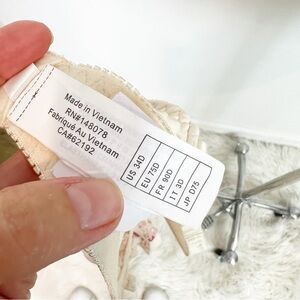 Made in Vietnam
RN#148078
Fabriqué Au Vietnam
CA#62192
US 34D
EU 75D
FR 90D
IT 3D
JP D75